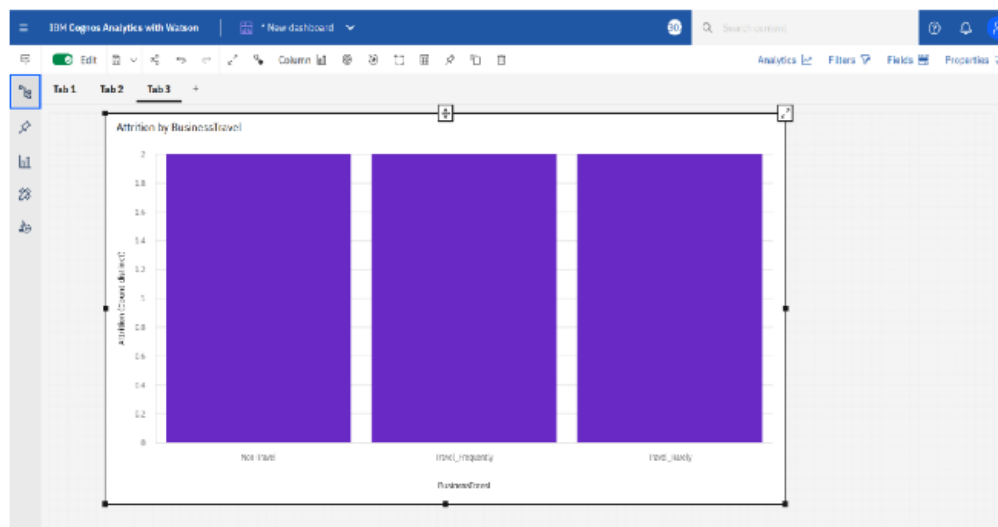 IBM Cognos Analytics with Watson
* New dashboard
Search content
Edit
Column
Analytics
Filters
Fields
Properties
Tab 1
Tab 2
Tab 3
+
Attrition by BusinessTravel
2
1.8
1.6
1.4
1.2
1
0.8
0.6
0.4
0.2
0
Attrition (Count distinct)
Non-Travel
Travel_Frequently
Travel_Rarely
BusinessTravel